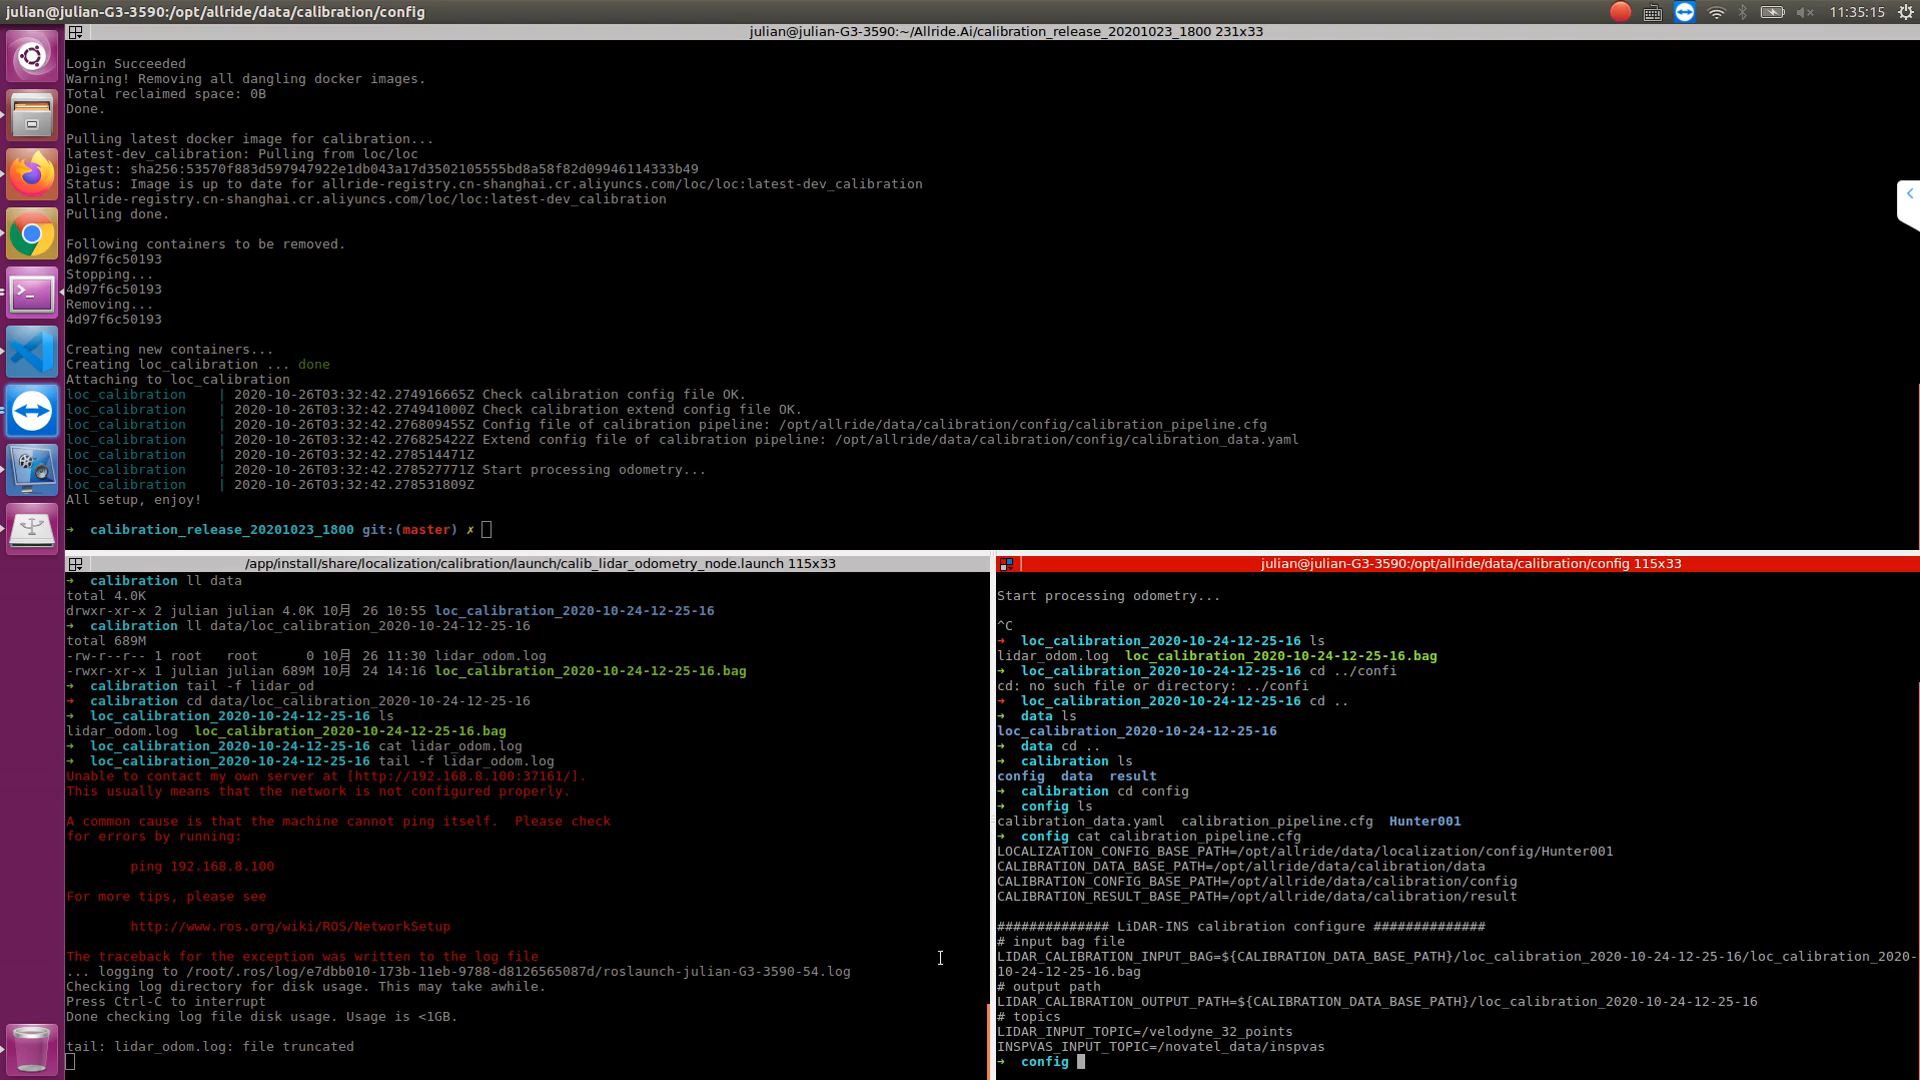 julian@julian-G3-3590:/opt/allride/data/calibration/config
11:35:15
julian@julian-G3-3590:~/Allride.Ai/calibration_release_20201023_1800 231x33
Login Succeeded
Warning! Removing all dangling docker images.
Total reclaimed space: 0B
Done.
Pulling latest docker image for calibration...
latest-dev_calibration: Pulling from loc/loc
Digest: sha256:53570f883d597947922e1db043a17d3502105555bd8a58f82d09946114333b49
Status: Image is up to date for allride-registry.cn-shanghai.cr.aliyuncs.com/loc/loc:latest-dev_calibration
allride-registry.cn-shanghai.cr.aliyuncs.com/loc/loc:latest-dev_calibration
Pulling done.
Following containers to be removed.
4d97f6c50193
Stopping...
4d97f6c50193
Removing...
4d97f6c50193
Creating new containers...
Creating loc_calibration ... done
Attaching to loc_calibration
loc_calibration    | 2020-10-26T03:32:42.274916665Z Check calibration config file OK.
loc_calibration    | 2020-10-26T03:32:42.274941000Z Check calibration extend config file OK.
loc_calibration    | 2020-10-26T03:32:42.276809455Z Config file of calibration pipeline: /opt/allride/data/calibration/config/calibration_pipeline.cfg
loc_calibration    | 2020-10-26T03:32:42.276825422Z Extend config file of calibration pipeline: /opt/allride/data/calibration/config/calibration_data.yaml
loc_calibration    | 2020-10-26T03:32:42.278514471Z
loc_calibration    | 2020-10-26T03:32:42.278527771Z Start processing odometry...
loc_calibration    | 2020-10-26T03:32:42.278531809Z
All setup, enjoy!
➜  calibration_release_20201023_1800 git:(master) ✗
/app/install/share/localization/calibration/launch/calib_lidar_odometry_node.launch 115x33
➜  calibration ll data
total 4.0K
drwxr-xr-x 2 julian julian 4.0K 10月 26 10:55 loc_calibration_2020-10-24-12-25-16
➜  calibration ll data/loc_calibration_2020-10-24-12-25-16
total 689M
-rw-r--r-- 1 root   root      0 10月 26 11:30 lidar_odom.log
-rwxr-xr-x 1 julian julian 689M 10月 24 14:16 loc_calibration_2020-10-24-12-25-16.bag
➜  calibration tail -f lidar_od
➜  calibration cd data/loc_calibration_2020-10-24-12-25-16
➜  loc_calibration_2020-10-24-12-25-16 ls
lidar_odom.log  loc_calibration_2020-10-24-12-25-16.bag
➜  loc_calibration_2020-10-24-12-25-16 cat lidar_odom.log
➜  loc_calibration_2020-10-24-12-25-16 tail -f lidar_odom.log
Unable to contact my own server at [http://192.168.8.100:37161/].
This usually means that the network is not configured properly.
A common cause is that the machine cannot ping itself.  Please check
for errors by running:
ping 192.168.8.100
For more tips, please see
http://www.ros.org/wiki/ROS/NetworkSetup
The traceback for the exception was written to the log file
... logging to /root/.ros/log/e7dbb010-173b-11eb-9788-d8126565087d/roslaunch-julian-G3-3590-54.log
Checking log directory for disk usage. This may take awhile.
Press Ctrl-C to interrupt
Done checking log file disk usage. Usage is <1GB.
tail: lidar_odom.log: file truncated
julian@julian-G3-3590:/opt/allride/data/calibration/config 115x33
Start processing odometry...
^C
➜  loc_calibration_2020-10-24-12-25-16 ls
lidar_odom.log  loc_calibration_2020-10-24-12-25-16.bag
➜  loc_calibration_2020-10-24-12-25-16 cd ../confi
cd: no such file or directory: ../confi
➜  loc_calibration_2020-10-24-12-25-16 cd ..
➜  data ls
loc_calibration_2020-10-24-12-25-16
➜  data cd ..
➜  calibration ls
config  data  result
➜  calibration cd config
➜  config ls
calibration_data.yaml  calibration_pipeline.cfg  Hunter001
➜  config cat calibration_pipeline.cfg
LOCALIZATION_CONFIG_BASE_PATH=/opt/allride/data/localization/config/Hunter001
CALIBRATION_DATA_BASE_PATH=/opt/allride/data/calibration/data
CALIBRATION_CONFIG_BASE_PATH=/opt/allride/data/calibration/config
CALIBRATION_RESULT_BASE_PATH=/opt/allride/data/calibration/result
############## LiDAR-INS calibration configure ##############
# input bag file
LIDAR_CALIBRATION_INPUT_BAG=${CALIBRATION_DATA_BASE_PATH}/loc_calibration_2020-10-24-12-25-16/loc_calibration_2020-
10-24-12-25-16.bag
# output path
LIDAR_CALIBRATION_OUTPUT_PATH=${CALIBRATION_DATA_BASE_PATH}/loc_calibration_2020-10-24-12-25-16
# topics
LIDAR_INPUT_TOPIC=/velodyne_32_points
INSPVAS_INPUT_TOPIC=/novatel_data/inspvas
➜  config